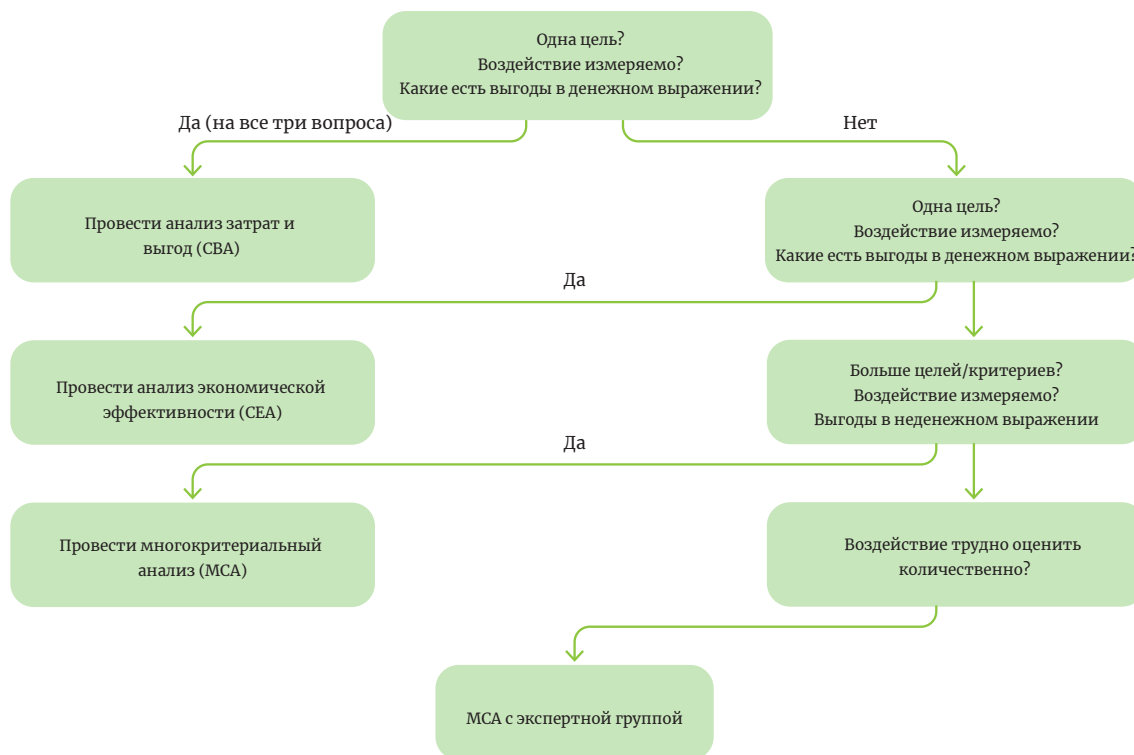 Одна цель?
Воздействие измеряемо?
Какие есть выгоды в денежном выражении?
Да (на все три вопроса)
Нет
Провести анализ затрат и
выгод (CBA)
Одна цель?
Воздействие измеряемо?
Какие есть выгоды в денежном выражении?
Да
Провести анализ экономической
эффективности (CEA)
Больше целей/критериев?
Воздействие измеряемо?
Выгоды в неденежном выражении
Да
Провести многокритериальный
анализ (MCA)
Воздействие трудно оценить
количественно?
MCA с экспертной группой